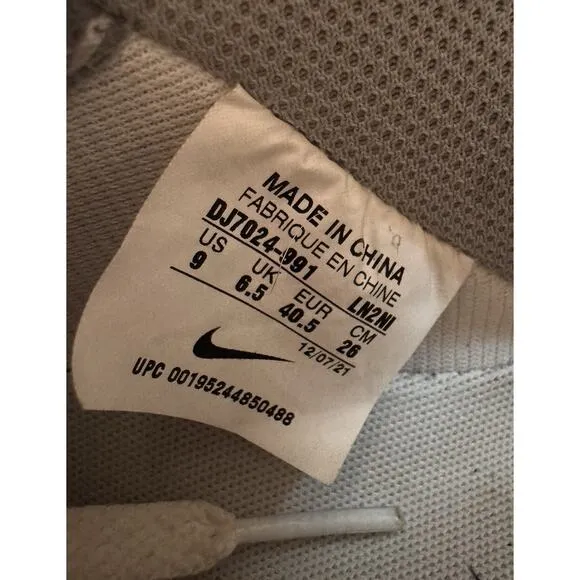 MADE IN CHINA
FABRIQUE EN CHINE
DJ7024-991 LN2NI
US UK EUR CM
9 6.5 40.5 26
12/07/21
UPC 00195244850488